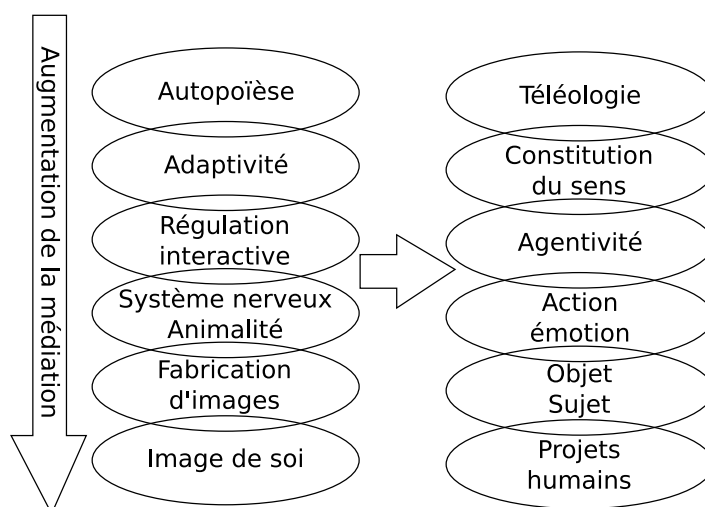 Augmentation de la médiation
Autopoïèse
Adaptivité
Régulation
interactive
Système nerveux
Animalité
Fabrication
d'images
Image de soi
Téléologie
Constitution
du sens
Agentivité
Action
émotion
Objet
Sujet
Projets
humains